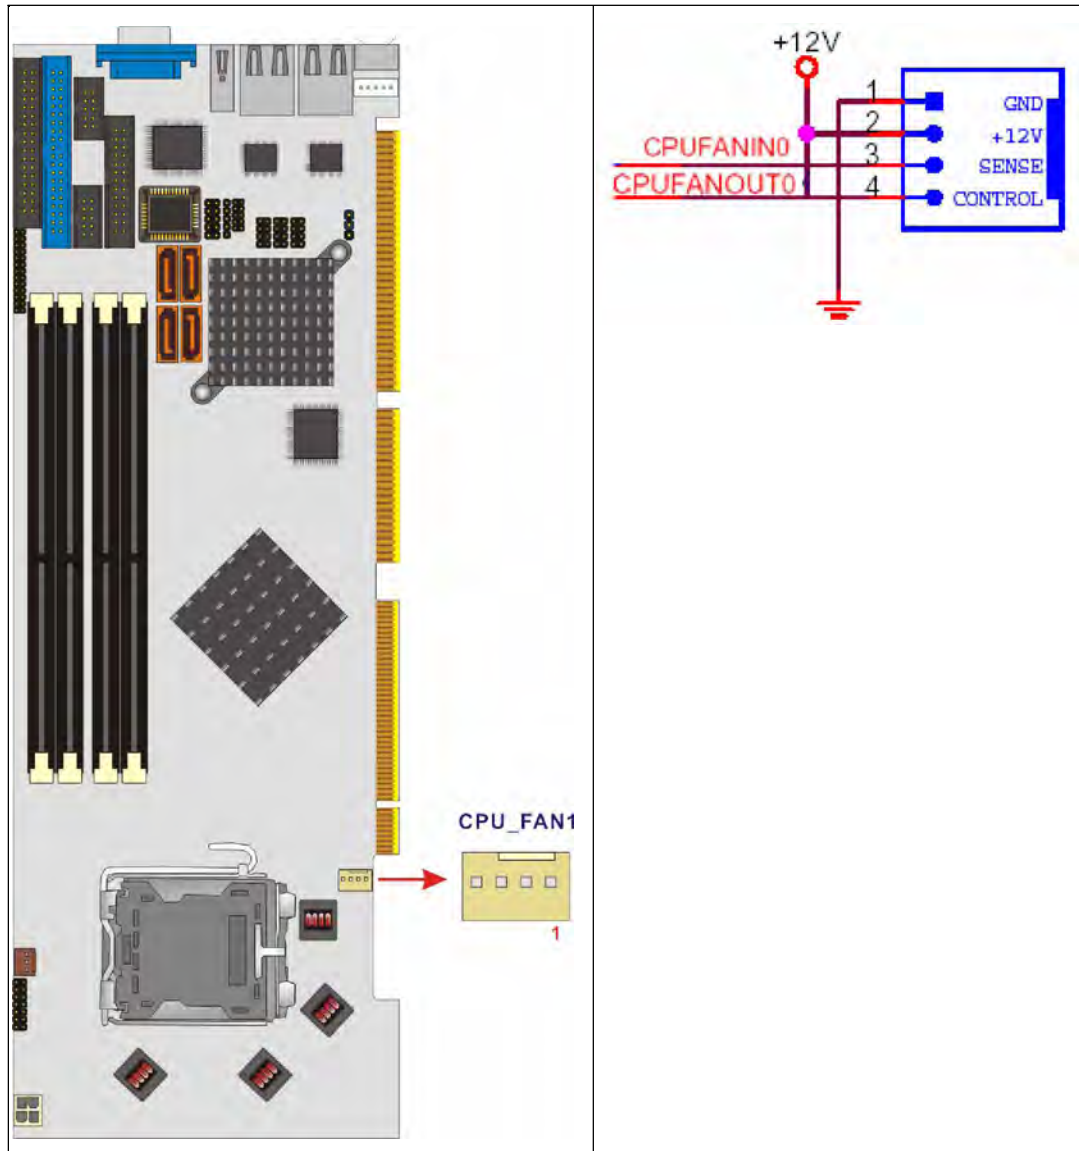 CPU_FAN1
1
+12V
1 GND
2 +12V
CPUFANIN0 3 SENSE
CPUFANOUT0 4 CONTROL